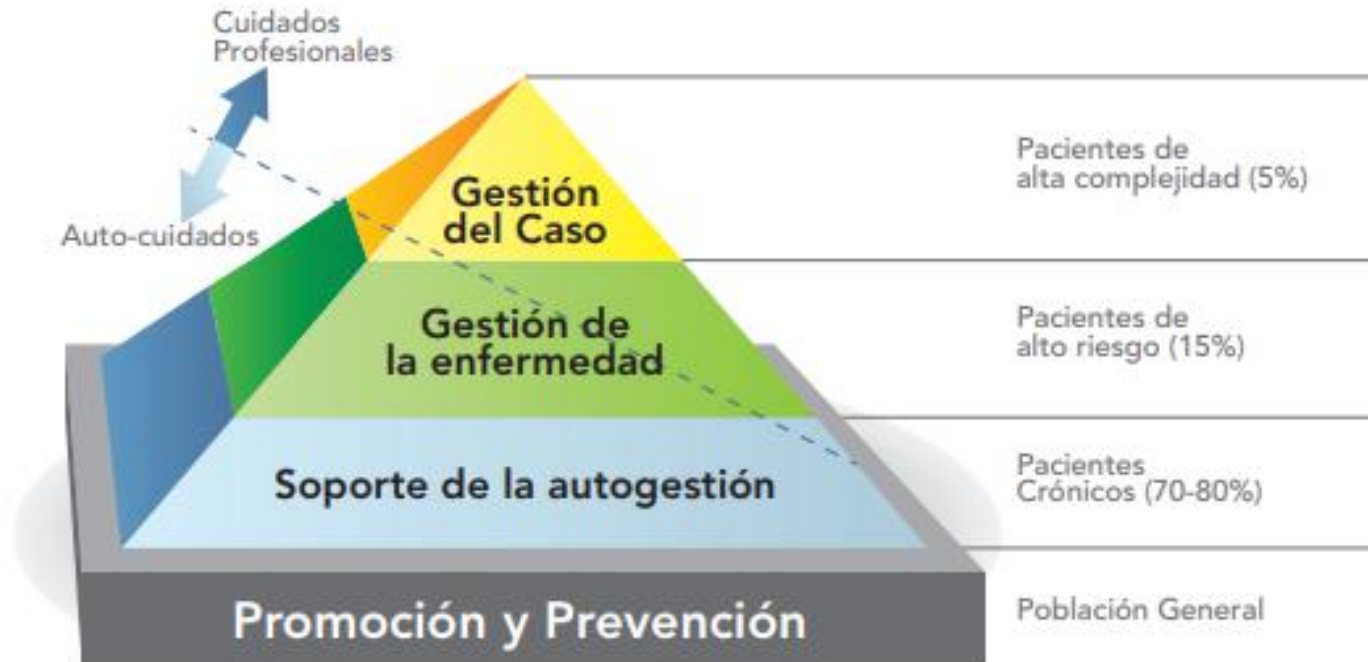 Cuidados
Profesionales
Auto-cuidados
Gestión
del Caso
Pacientes de
alta complejidad (5%)
Gestión de
la enfermedad
Pacientes de
alto riesgo (15%)
Soporte de la autogestión
Pacientes
Crónicos (70-80%)
Promoción y Prevención
Población General